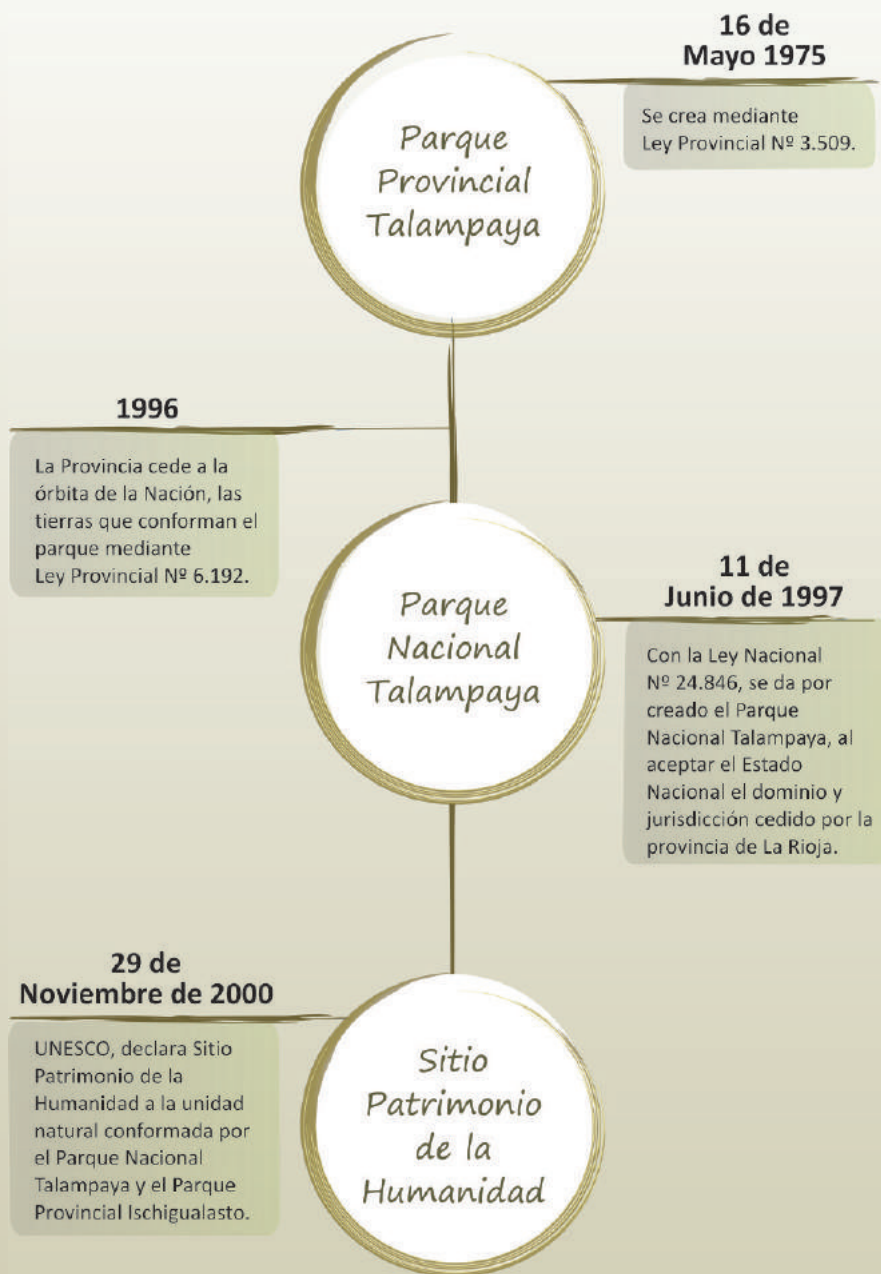 16 de
Mayo 1975
Se crea mediante
Ley Provincial Nº 3.509.
Parque
Provincial
Talampaya
1996
La Provincia cede a la
órbita de la Nación, las
tierras que conforman el
parque mediante
Ley Provincial Nº 6.192.
Parque
Nacional
Talampaya
11 de
Junio de 1997
Con la Ley Nacional
Nº 24.846, se da por
creado el Parque
Nacional Talampaya, al
aceptar el Estado
Nacional el dominio y
jurisdicción cedido por la
provincia de La Rioja.
29 de
Noviembre de 2000
UNESCO, declara Sitio
Patrimonio de la
Humanidad a la unidad
natural conformada por
el Parque Nacional
Talampaya y el Parque
Provincial Ischigualasto.
Sitio
Patrimonio
de la
Humanidad